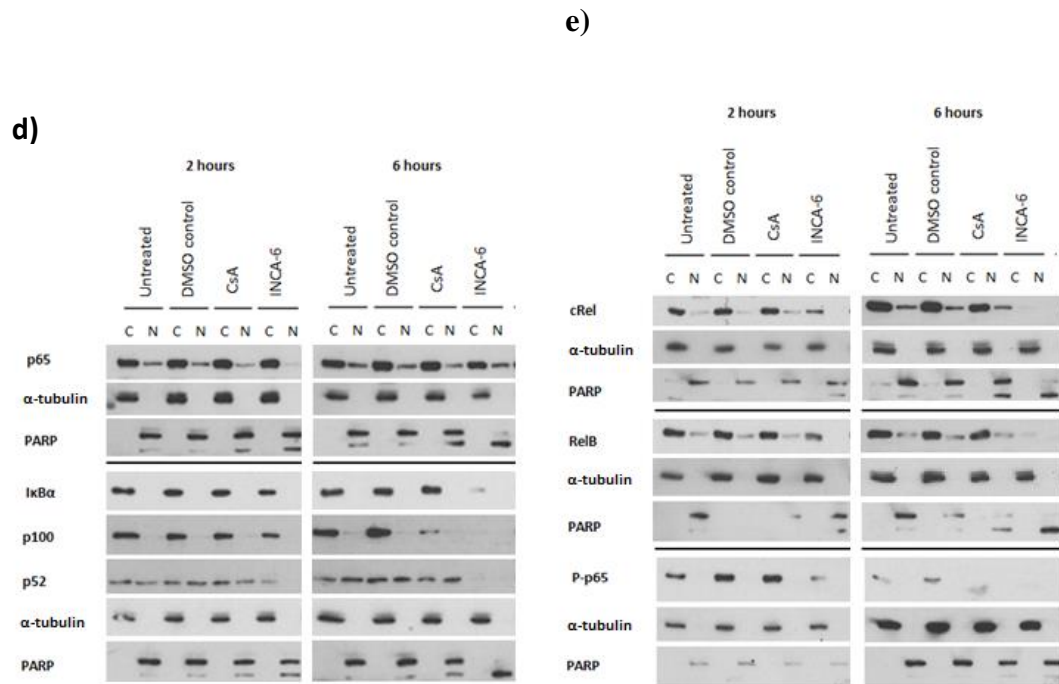 d)
2 hours 6 hours
Untreated DMSO control CsA INCA-6 Untreated DMSO control CsA INCA-6
C N C N C N C N C N C N C N C N
p65
α-tubulin
PARP
IκBα
p100
p52
α-tubulin
PARP
e)
2 hours 6 hours
Untreated DMSO control CsA INCA-6 Untreated DMSO control CsA INCA-6
C N C N C N C N C N C N C N C N
cRel
α-tubulin
PARP
RelB
α-tubulin
PARP
P-p65
α-tubulin
PARP